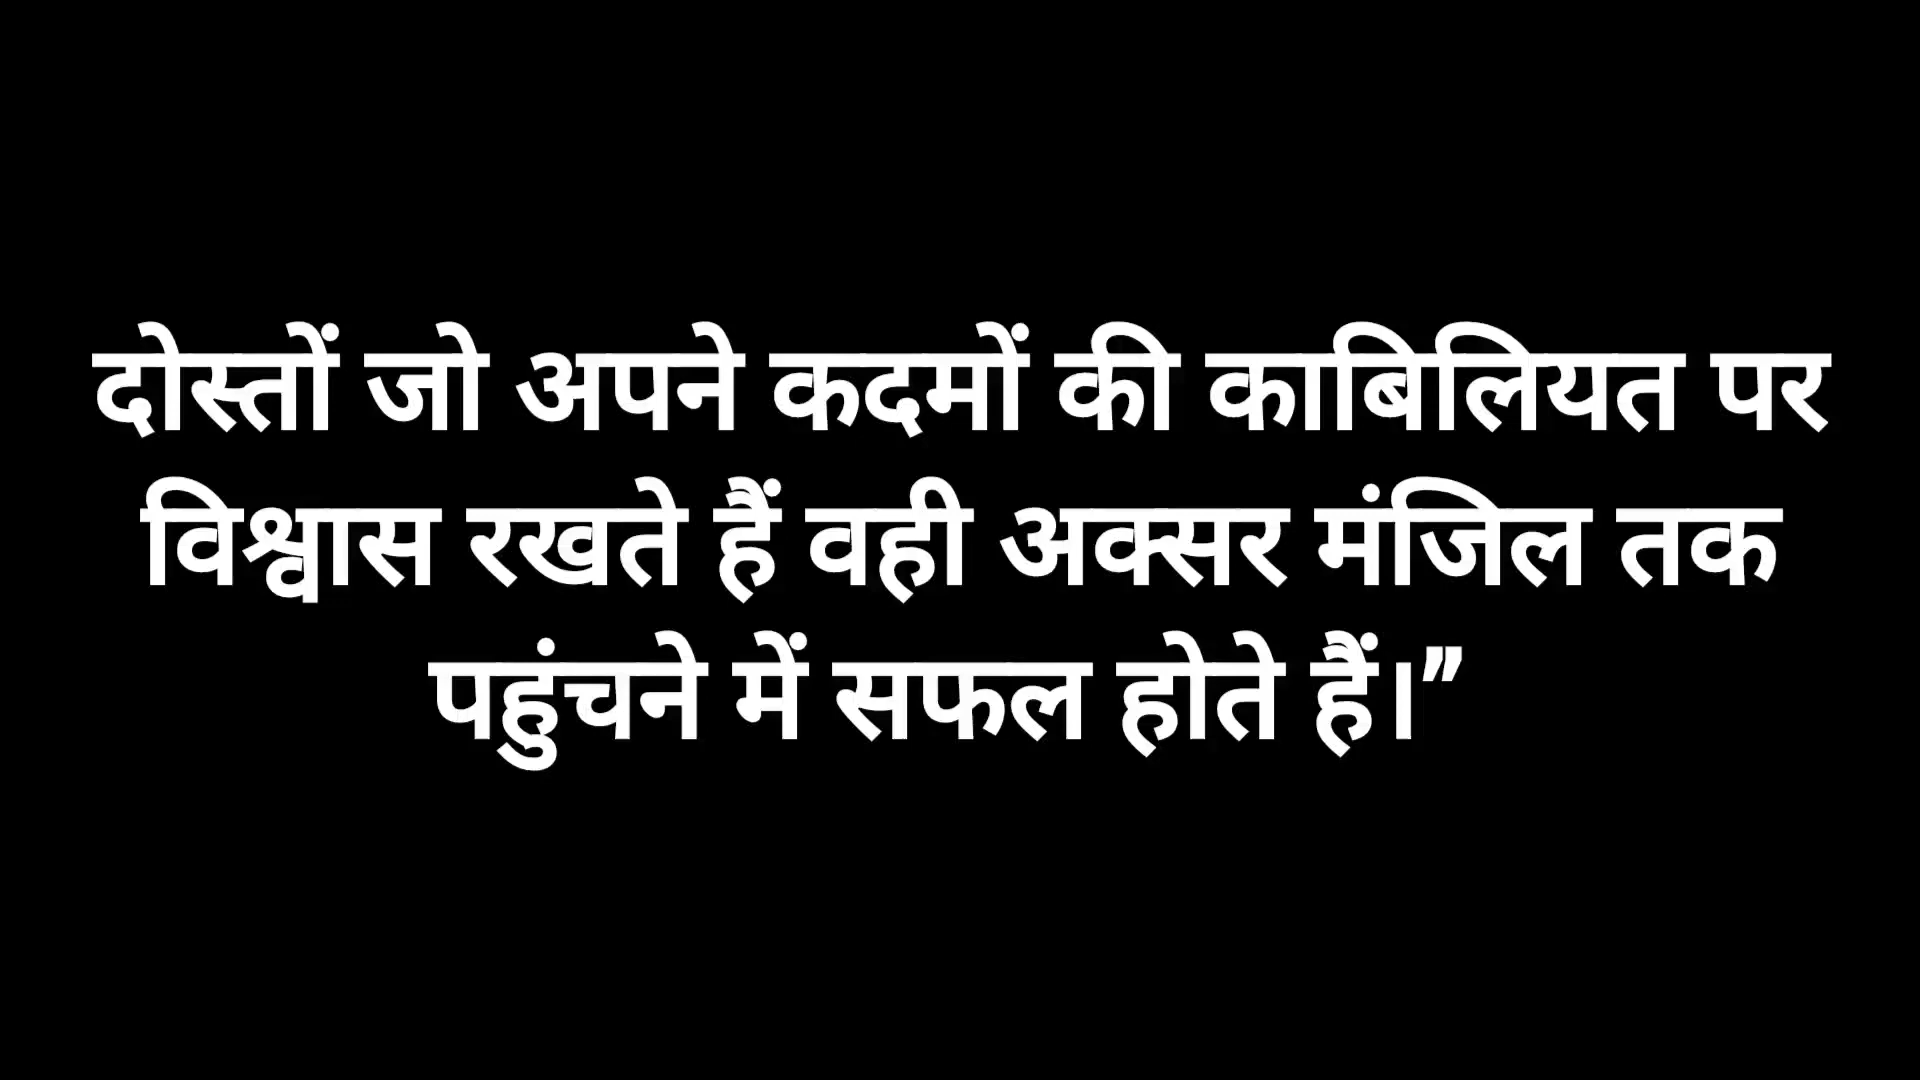 दोस्तों जो अपने कदमों की काबिलियत पर
विश्वास रखते हैं वही अक्सर मंजिल तक
पहुंचने में सफल होते हैं।”